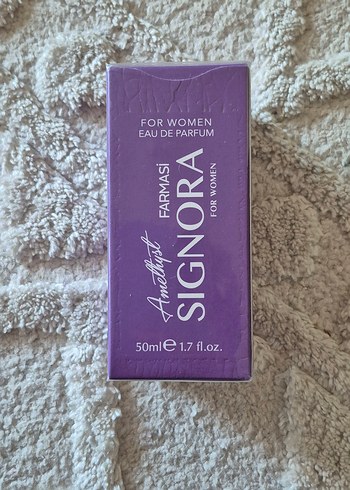 FOR WOMEN
EAU DE PARFUM
Amethyst
FARMASİ
SIGNORA
FOR WOMEN
50ml℮ 1.7 fl.oz.